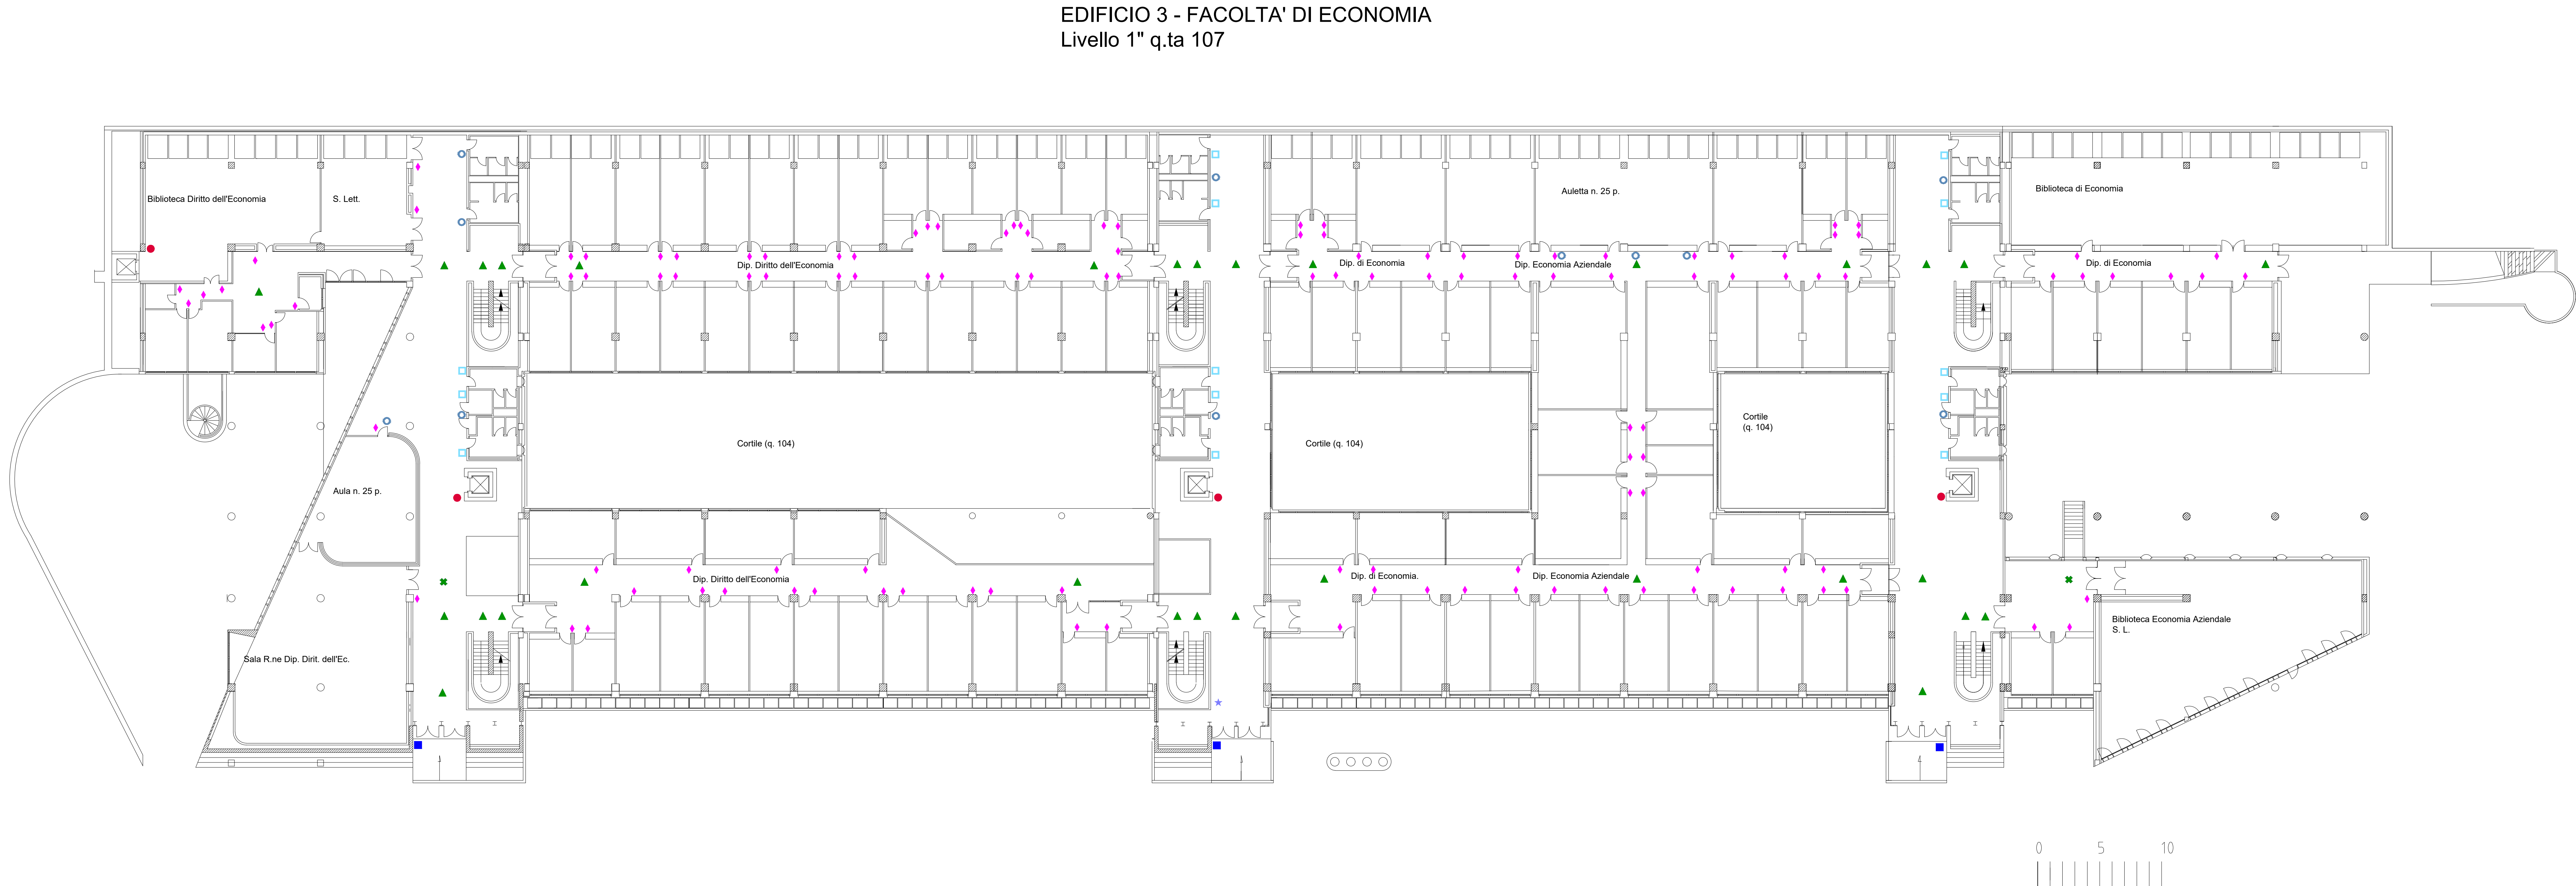 EDIFICIO 3 - FACOLTA' DI ECONOMIA
Livello 1" q.ta 107
Biblioteca Diritto dell'Economia
S. Lett.
Auletta n. 25 p.
Biblioteca di Economia
Dip. Diritto dell'Economia
Dip. di Economia
Dip. Economia Aziendale
Dip. di Economia
Cortile (q. 104)
Cortile (q. 104)
Cortile
(q. 104)
Aula n. 25 p.
Dip. Diritto dell'Economia
Dip. di Economia.
Dip. Economia Aziendale
Biblioteca Economia Aziendale
S. L.
Sala R.ne Dip. Dirit. dell'Ec.
0 5 10